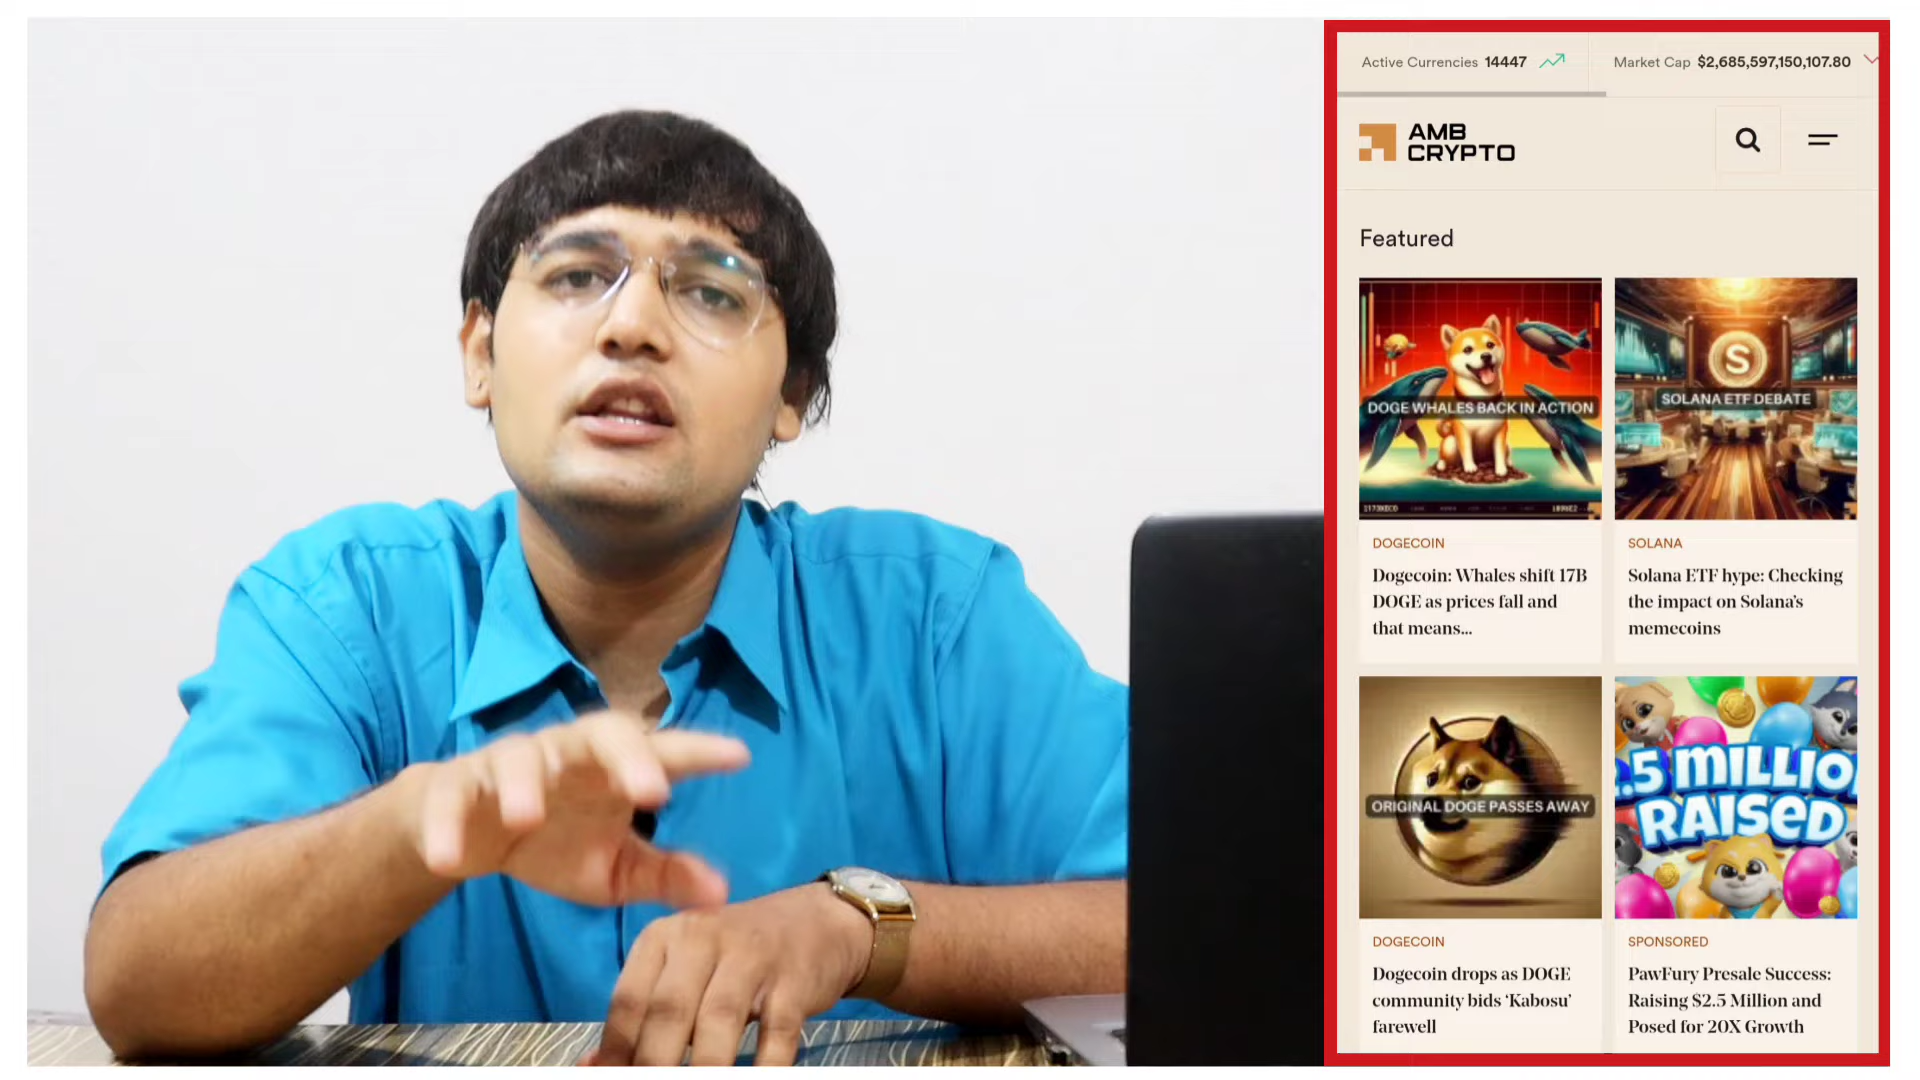 Active Currencies 14447
Market Cap $2,685,597,150,107.80
AMB
CRYPTO
Featured
DOGE WHALES BACK IN ACTION
SOLANA ETF DEBATE
DOGECOIN
Dogecoin: Whales shift 17B
DOGE as prices fall and
that means...
SOLANA
Solana ETF hype: Checking
the impact on Solana's
memecoins
ORIGINAL DOGE PASSES AWAY
.5 MILLIO
RAISED
DOGECOIN
Dogecoin drops as DOGE
community bids ‘Kabosu’
farewell
SPONSORED
PawFury Presale Success:
Raising $2.5 Million and
Posed for 20X Growth